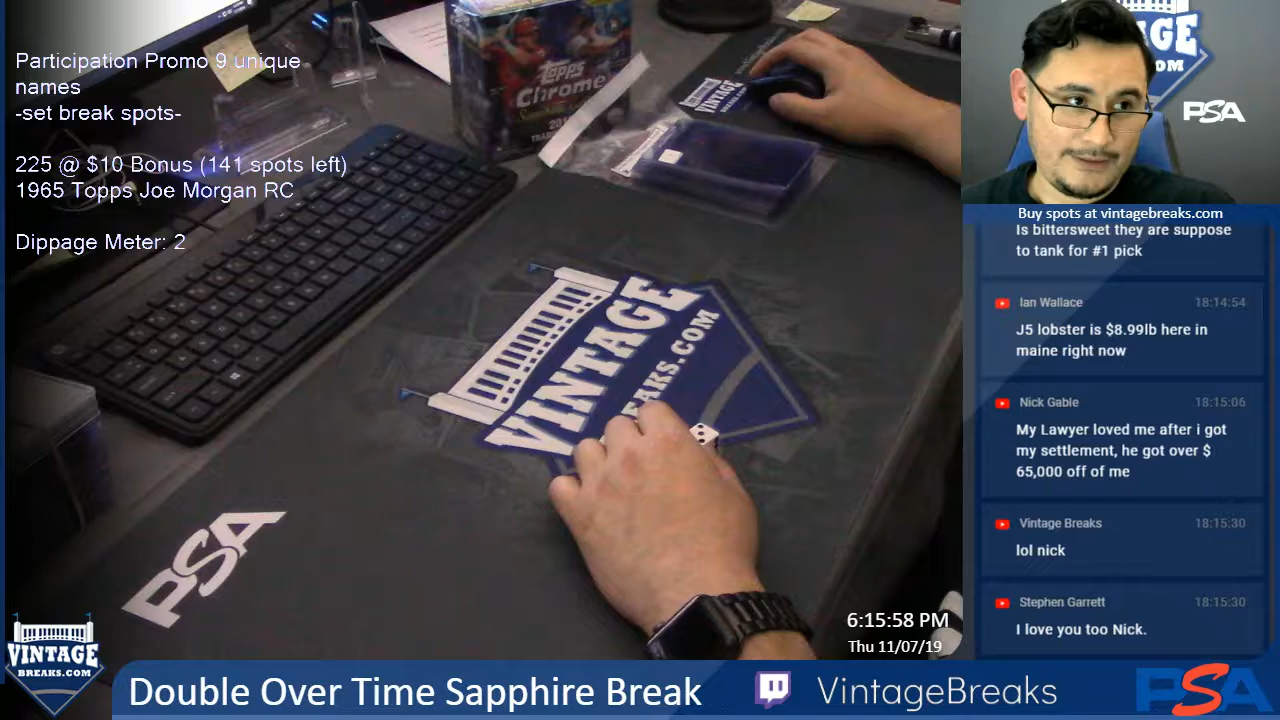 Participation Promo 9 unique
names
-set break spots-
225 @ $10 Bonus (141 spots left)
1965 Topps Joe Morgan RC
Dippage Meter: 2
Topps
Chrome
VINTAGE
VINTAGE
.COM
PSA
PSA
Buy spots at vintagebreaks.com
Is bittersweet they are suppose
to tank for #1 pick
Ian Wallace 18:14:54
J5 lobster is $8.99lb here in
maine right now
Nick Gable 18:15:06
My Lawyer loved me after i got
my settlement, he got over $
65,000 off of me
Vintage Breaks 18:15:30
lol nick
Stephen Garrett 18:15:30
I love you too Nick.
6:15:58 PM
Thu 11/07/19
VINTAGE
BREAKS.COM
Double Over Time Sapphire Break
VintageBreaks
PSA